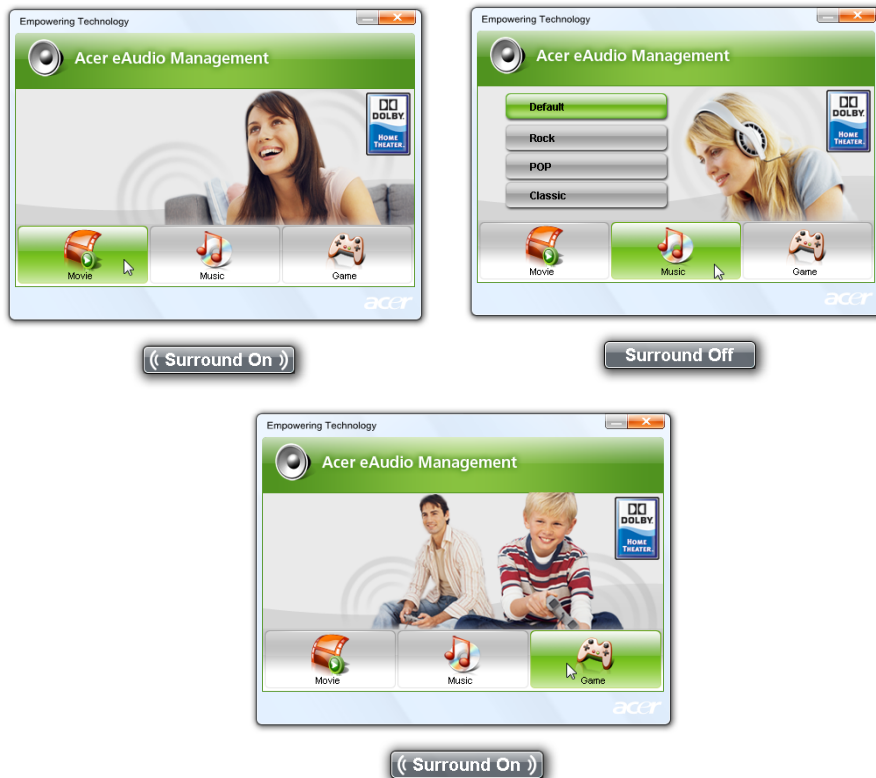 Empowering Technology
Acer eAudio Management
DOLBY
HOME
THEATER
Movie
Music
Game
acer
Surround On
Empowering Technology
Acer eAudio Management
Default
Rock
POP
Classic
DOLBY
HOME
THEATER
Movie
Music
Game
acer
Surround Off
Empowering Technology
Acer eAudio Management
DOLBY
HOME
THEATER
Movie
Music
Game
acer
Surround On